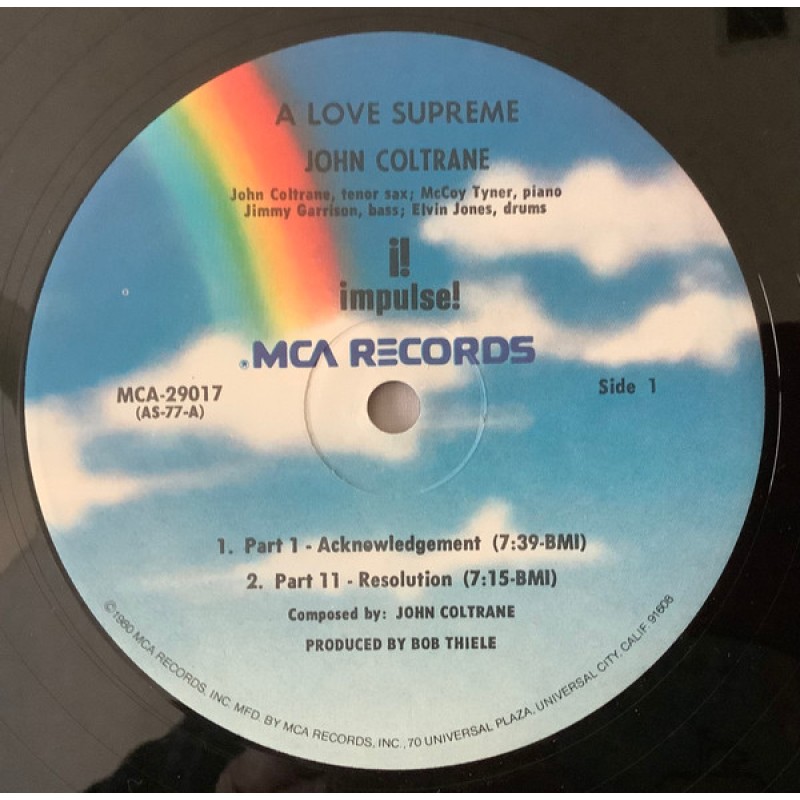 A LOVE SUPREME
JOHN COLTRANE
John Coltrane, tenor sax; McCoy Tyner, piano
Jimmy Garrison, bass; Elvin Jones, drums
i!
impulse!
®MCA RECORDS
MCA-29017
(AS-77-A)
Side 1
1. Part 1 - Acknowledgement (7:39-BMI)
2. Part 11 - Resolution (7:15-BMI)
Composed by: JOHN COLTRANE
PRODUCED BY BOB THIELE
©1980 MCA RECORDS, INC. MFD. BY MCA RECORDS, INC., 70 UNIVERSAL PLAZA, UNIVERSAL CITY, CALIF. 91608